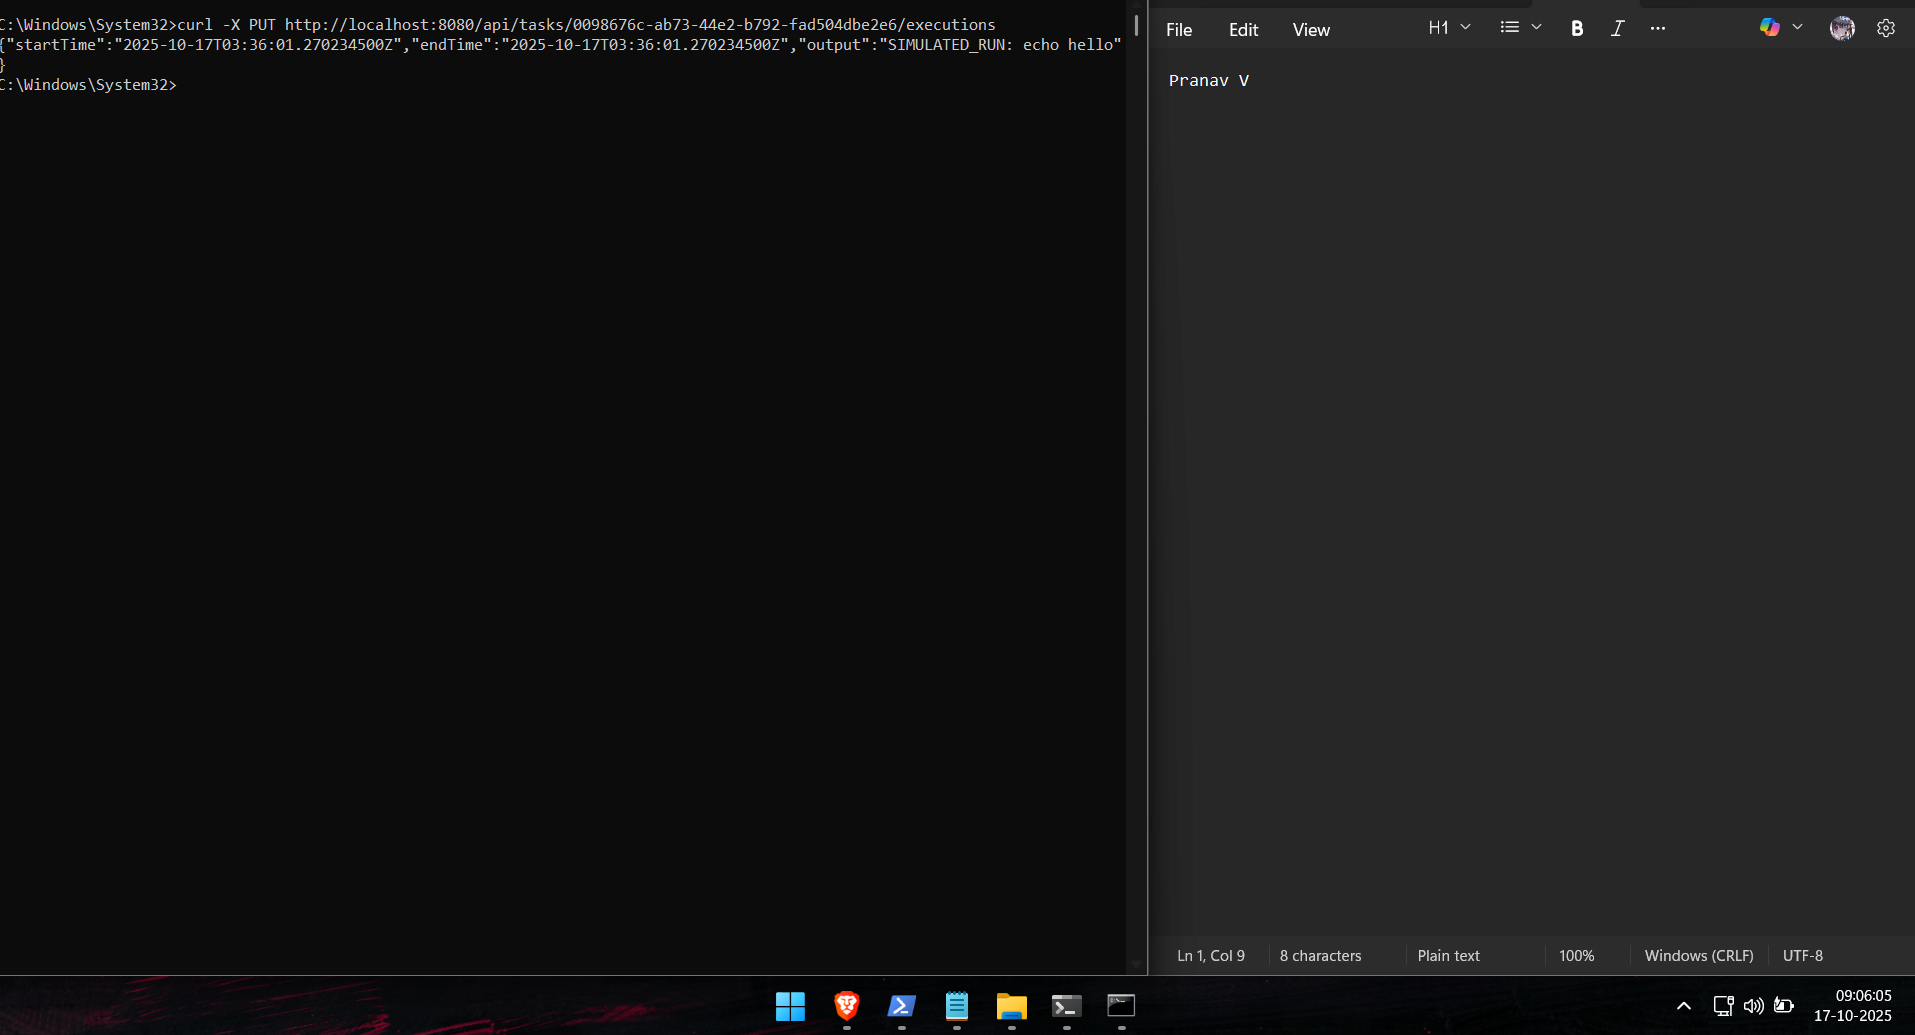 C:\Windows\System32>curl -X PUT http://localhost:8080/api/tasks/0098676c-ab73-44e2-b792-fad504dbe2e6/executions
{"startTime":"2025-10-17T03:36:01.270234500Z","endTime":"2025-10-17T03:36:01.270234500Z","output":"SIMULATED_RUN: echo hello"
}
C:\Windows\System32>
File Edit View H1 B I
Pranav V
Ln 1, Col 9 8 characters Plain text 100% Windows (CRLF) UTF-8
09:06:05
17-10-2025